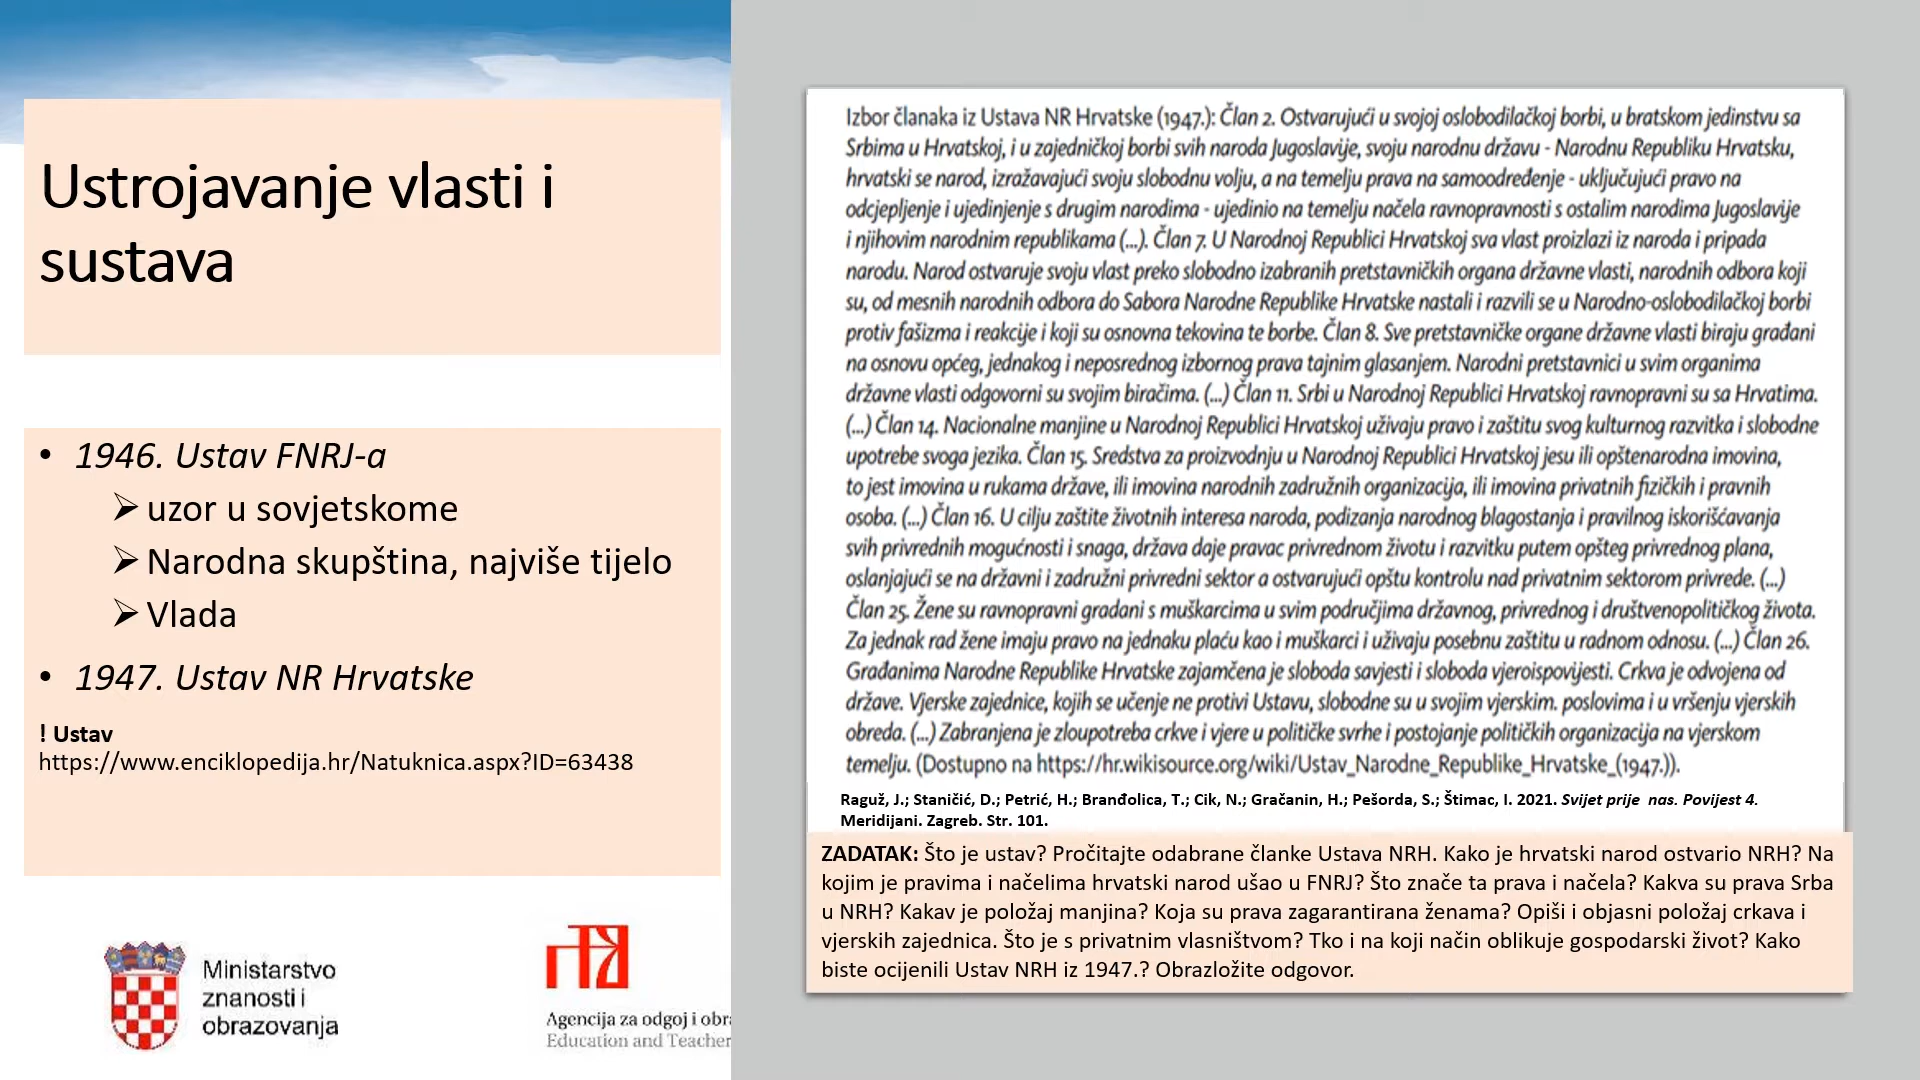 Ustrojavanje vlasti i
sustava
• 1946. Ustav FNRJ-a
➢ uzor u sovjetskome
➢ Narodna skupština, najviše tijelo
➢ Vlada
• 1947. Ustav NR Hrvatske
! Ustav
https://www.enciklopedija.hr/Natuknica.aspx?ID=63438
Ministarstvo
znanosti i
obrazovanja
Agencija za odgoj i obr
Education and Teacher
Izbor članaka iz Ustava NR Hrvatske (1947.): Član 2. Ostvarujući u svojoj oslobodilačkoj borbi, u bratskom jedinstvu sa
Srbima u Hrvatskoj, i u zajedničkoj borbi svih naroda Jugoslavije, svoju narodnu državu - Narodnu Republiku Hrvatsku,
hrvatski se narod, izražavajući svoju slobodnu volju, a na temelju prava na samoodređenje - uključujući pravo na
odcjepljenje i ujedinjenje s drugim narodima - ujedinio na temelju načela ravnopravnosti s ostalim narodima Jugoslavije
i njihovim narodnim republikama (...). Član 7. U Narodnoj Republici Hrvatskoj sva vlast proizlazi iz naroda i pripada
narodu. Narod ostvaruje svoju vlast preko slobodno izabranih pretstavničkih organa državne vlasti, narodnih odbora koji
su, od mesnih narodnih odbora do Sabora Narodne Republike Hrvatske nastali i razvili se u Narodno-oslobodilačkoj borbi
protiv fašizma i reakcije i koji su osnovna tekovina te borbe. Član 8. Sve pretstavničke organe državne vlasti biraju građani
na osnovu općeg, jednakog i neposrednog izbornog prava tajnim glasanjem. Narodni pretstavnici u svim organima
državne vlasti odgovorni su svojim biračima. (...) Član 11. Srbi u Narodnoj Republici Hrvatskoj ravnopravni su sa Hrvatima.
(...) Član 14. Nacionalne manjine u Narodnoj Republici Hrvatskoj uživaju pravo i zaštitu svog kulturnog razvitka i slobodne
upotrebe svoga jezika. Član 15. Sredstva za proizvodnju u Narodnoj Republici Hrvatskoj jesu ili opštenarodna imovina,
to jest imovina u rukama države, ili imovina narodnih zadružnih organizacija, ili imovina privatnih fizičkih i pravnih
osoba. (...) Član 16. U cilju zaštite životnih interesa naroda, podizanja narodnog blagostanja i pravilnog iskorišćavanja
svih privrednih mogućnosti i snaga, država daje pravac privrednom životu i razvitku putem opšteg privrednog plana,
oslanjajući se na državni i zadružni privredni sektor a ostvarujući opštu kontrolu nad privatnim sektorom privrede. (...)
Član 25. Žene su ravnopravni građani s muškarcima u svim područjima državnog, privrednog i društvenopolitičkog života.
Za jednak rad žene imaju pravo na jednaku plaću kao i muškarci i uživaju posebnu zaštitu u radnom odnosu. (...) Član 26.
Građanima Narodne Republike Hrvatske zajamčena je sloboda savjesti i sloboda vjeroispovijesti. Crkva je odvojena od
države. Vjerske zajednice, kojih se učenje ne protivi Ustavu, slobodne su u svojim vjerskim. poslovima i u vršenju vjerskih
obreda. (...) Zabranjena je zloupotreba crkve i vjere u političke svrhe i postojanje političkih organizacija na vjerskom
temelju. (Dostupno na https://hr.wikisource.org/wiki/Ustav_Narodne_Republike_Hrvatske_(1947.)).
Raguž, J.; Staničić, D.; Petrić, H.; Branđolica, T.; Cik, N.; Gračanin, H.; Pešorda, S.; Štimac, I. 2021. Svijet prije nas. Povijest 4.
Meridijani. Zagreb. Str. 101.
ZADATAK: Što je ustav? Pročitajte odabrane članke Ustava NRH. Kako je hrvatski narod ostvario NRH? Na
kojim je pravima i načelima hrvatski narod ušao u FNRJ? Što znače ta prava i načela? Kakva su prava Srba
u NRH? Kakav je položaj manjina? Koja su prava zagarantirana ženama? Opiši i objasni položaj crkava i
vjerskih zajednica. Što je s privatnim vlasništvom? Tko i na koji način oblikuje gospodarski život? Kako
biste ocijenili Ustav NRH iz 1947.? Obrazložite odgovor.